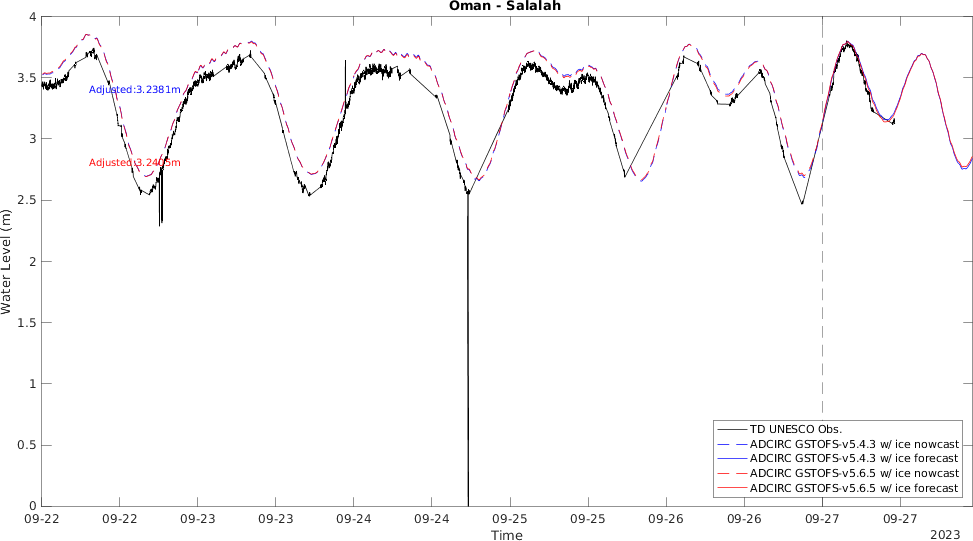 Oman - Salalah
4
3.5
3
2.5
2
1.5
1
0.5
0
Water Level (m)
Adjusted:3.2381m
Adjusted:3.2405m
TD UNESCO Obs.
ADCIRC GSTOFS-v5.4.3 w/ ice nowcast
ADCIRC GSTOFS-v5.4.3 w/ ice forecast
ADCIRC GSTOFS-v5.6.5 w/ ice nowcast
ADCIRC GSTOFS-v5.6.5 w/ ice forecast
09-22 09-22 09-23 09-23 09-24 09-24 09-25 09-25 09-26 09-26 09-27 09-27
Time
2023